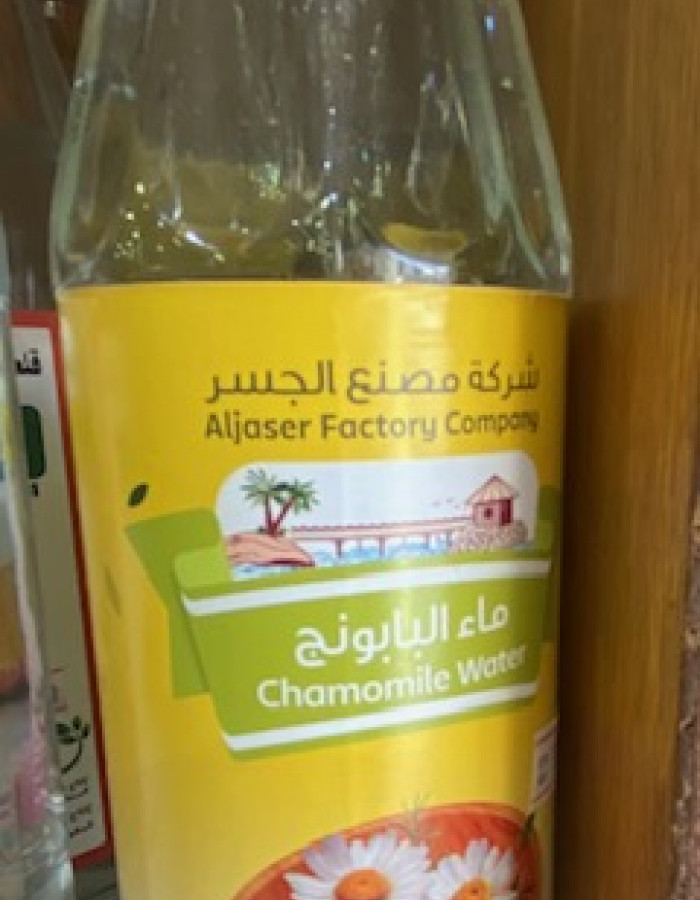 شركة مصنع الجسر
Aljaser Factory Company
ماء البابونج
Chamomile Water